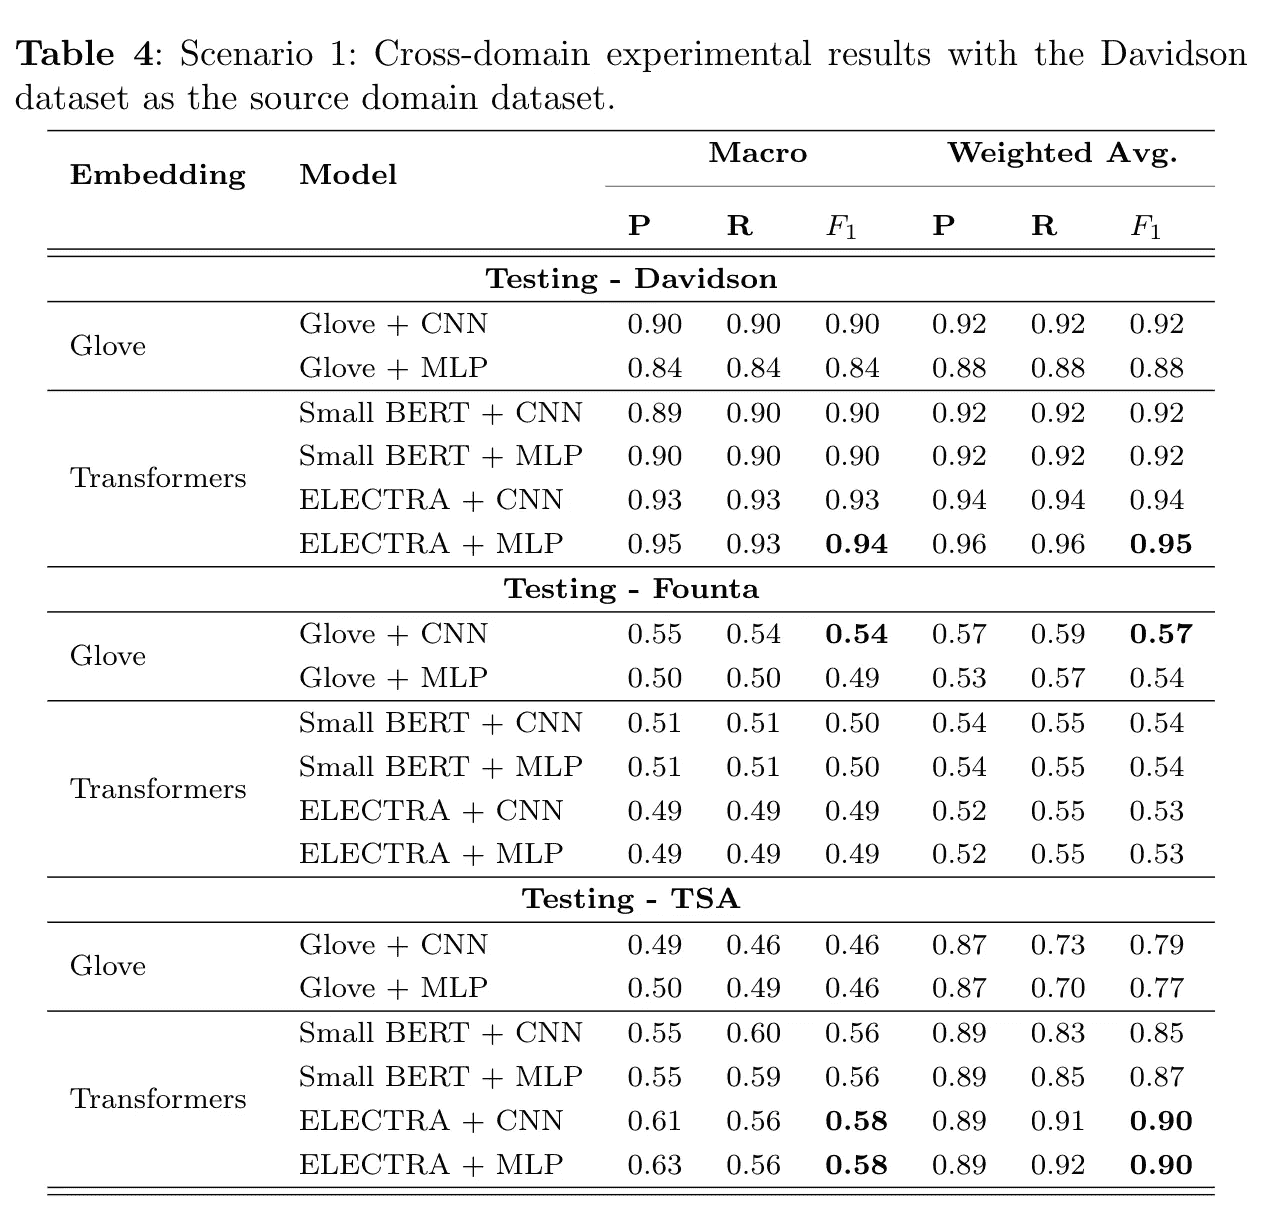 Table 4: Scenario 1: Cross-domain experimental results with the Davidson
dataset as the source domain dataset.
Embedding Model Macro Weighted Avg.
P R F1 P R F1
Testing - Davidson
Glove
Glove + CNN 0.90 0.90 0.90 0.92 0.92 0.92
Glove + MLP 0.84 0.84 0.84 0.88 0.88 0.88
Transformers
Small BERT + CNN 0.89 0.90 0.90 0.92 0.92 0.92
Small BERT + MLP 0.90 0.90 0.90 0.92 0.92 0.92
ELECTRA + CNN 0.93 0.93 0.93 0.94 0.94 0.94
ELECTRA + MLP 0.95 0.93 0.94 0.96 0.96 0.95
Testing - Founta
Glove
Glove + CNN 0.55 0.54 0.54 0.57 0.59 0.57
Glove + MLP 0.50 0.50 0.49 0.53 0.57 0.54
Transformers
Small BERT + CNN 0.51 0.51 0.50 0.54 0.55 0.54
Small BERT + MLP 0.51 0.51 0.50 0.54 0.55 0.54
ELECTRA + CNN 0.49 0.49 0.49 0.52 0.55 0.53
ELECTRA + MLP 0.49 0.49 0.49 0.52 0.55 0.53
Testing - TSA
Glove
Glove + CNN 0.49 0.46 0.46 0.87 0.73 0.79
Glove + MLP 0.50 0.49 0.46 0.87 0.70 0.77
Transformers
Small BERT + CNN 0.55 0.60 0.56 0.89 0.83 0.85
Small BERT + MLP 0.55 0.59 0.56 0.89 0.85 0.87
ELECTRA + CNN 0.61 0.56 0.58 0.89 0.91 0.90
ELECTRA + MLP 0.63 0.56 0.58 0.89 0.92 0.90